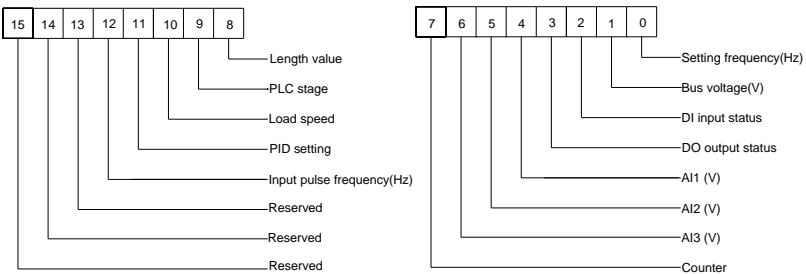 15 14 13 12 11 10 9 8
Length value
PLC stage
Load speed
PID setting
Input pulse frequency(Hz)
Reserved
Reserved
Reserved
7 6 5 4 3 2 1 0
Setting frequency(Hz)
Bus voltage(V)
DI input status
DO output status
AI1 (V)
AI2 (V)
AI3 (V)
Counter